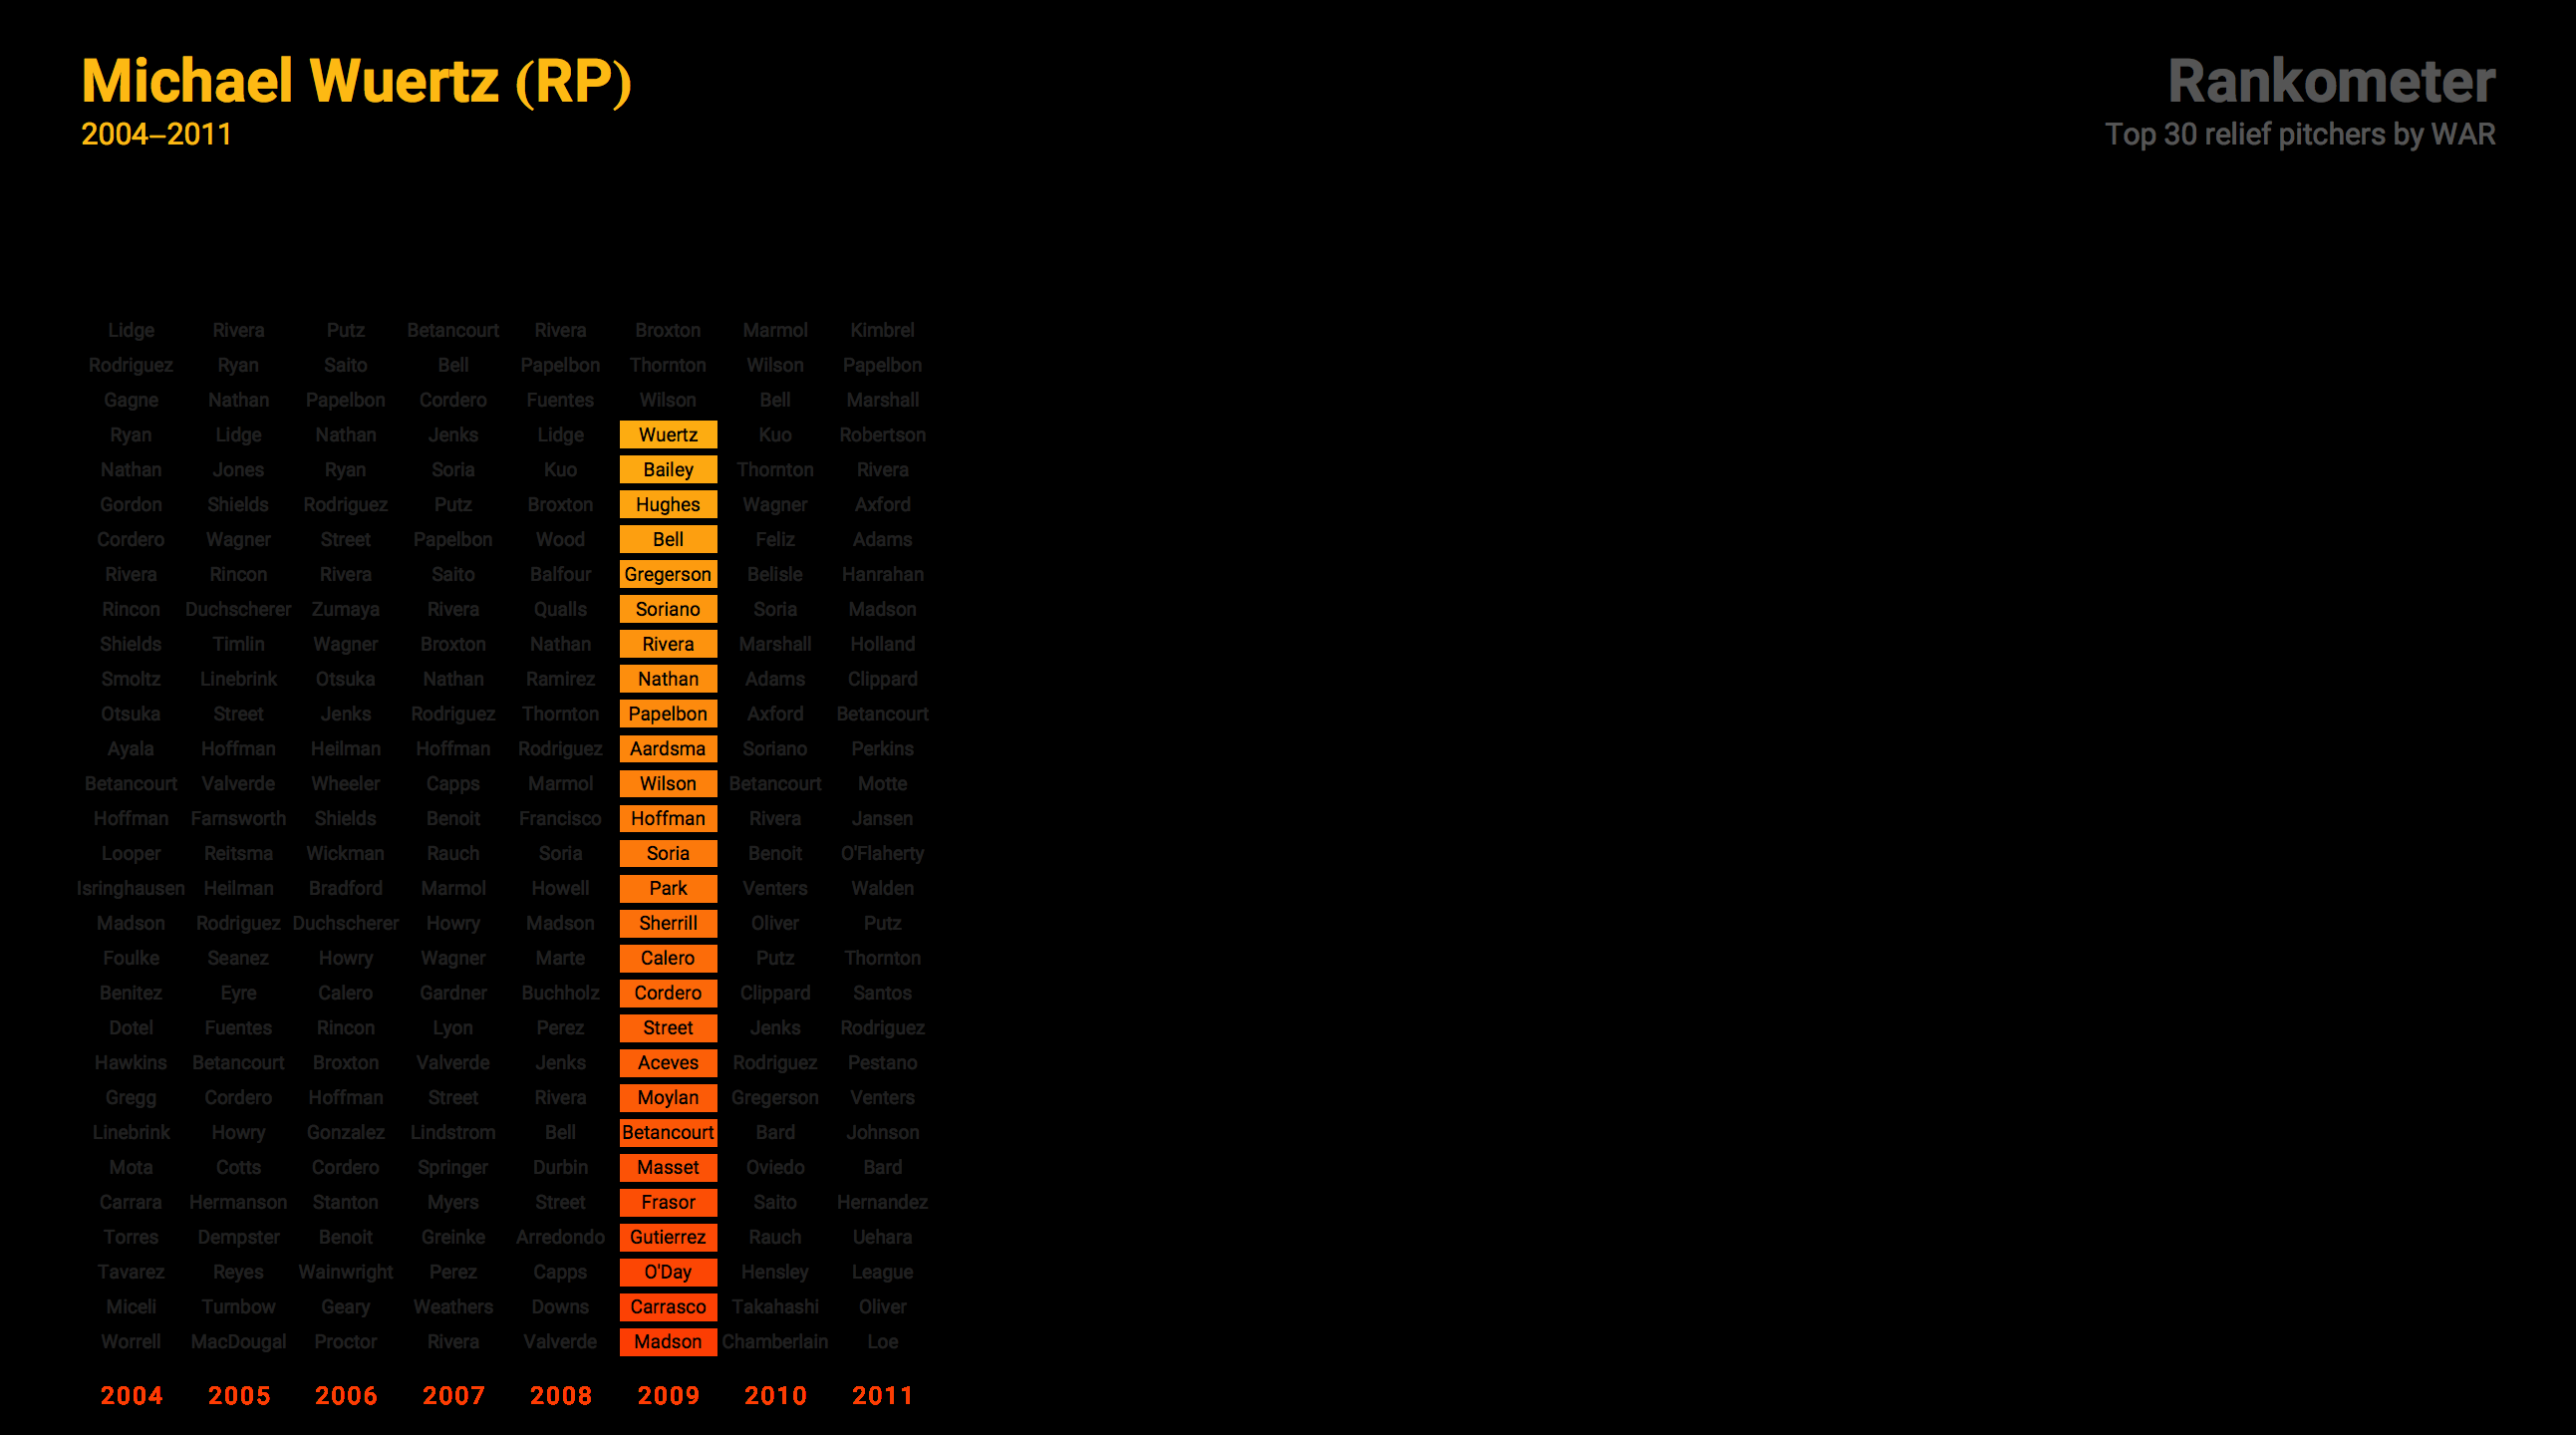 Michael Wuertz (RP)
2004–2011
Rankometer
Top 30 relief pitchers by WAR
Lidge Rivera Putz Betancourt Rivera Broxton Marmol Kimbrel
Rodriguez Ryan Saito Bell Papelbon Thornton Wilson Papelbon
Gagne Nathan Papelbon Cordero Fuentes Wilson Bell Marshall
Ryan Lidge Nathan Jenks Lidge Wuertz Kuo Robertson
Nathan Jones Ryan Soria Kuo Bailey Thornton Rivera
Gordon Shields Rodriguez Putz Broxton Hughes Wagner Axford
Cordero Wagner Street Papelbon Wood Bell Feliz Adams
Rivera Rincon Rivera Saito Balfour Gregerson Belisle Hanrahan
Rincon Duchscherer Zumaya Rivera Qualls Soriano Soria Madson
Shields Timlin Wagner Broxton Nathan Rivera Marshall Holland
Smoltz Linebrink Otsuka Nathan Ramirez Nathan Adams Clippard
Otsuka Street Jenks Rodriguez Thornton Papelbon Axford Betancourt
Ayala Hoffman Heilman Hoffman Rodriguez Aardsma Soriano Perkins
Betancourt Valverde Wheeler Capps Marmol Wilson Betancourt Motte
Hoffman Farnsworth Shields Benoit Francisco Hoffman Rivera Jansen
Looper Reitsma Wickman Rauch Soria Soria Benoit O'Flaherty
Isringhausen Heilman Bradford Marmol Howell Park Venters Walden
Madson Rodriguez Duchscherer Howry Madson Sherrill Oliver Putz
Foulke Seanez Howry Wagner Marte Calero Putz Thornton
Benitez Eyre Calero Gardner Buchholz Cordero Clippard Santos
Dotel Fuentes Rincon Lyon Perez Street Jenks Rodriguez
Hawkins Betancourt Broxton Valverde Jenks Aceves Rodriguez Pestano
Gregg Cordero Hoffman Street Rivera Moylan Gregerson Venters
Linebrink Howry Gonzalez Lindstrom Bell Betancourt Bard Johnson
Mota Cotts Cordero Springer Durbin Masset Oviedo Bard
Carrara Hermanson Stanton Myers Street Frasor Saito Hernandez
Torres Dempster Benoit Greinke Arredondo Gutierrez Rauch Uehara
Tavarez Reyes Wainwright Perez Capps O'Day Hensley League
Miceli Turnbow Geary Weathers Downs Carrasco Takahashi Oliver
Worrell MacDougal Proctor Rivera Valverde Madson Chamberlain Loe
2004 2005 2006 2007 2008 2009 2010 2011